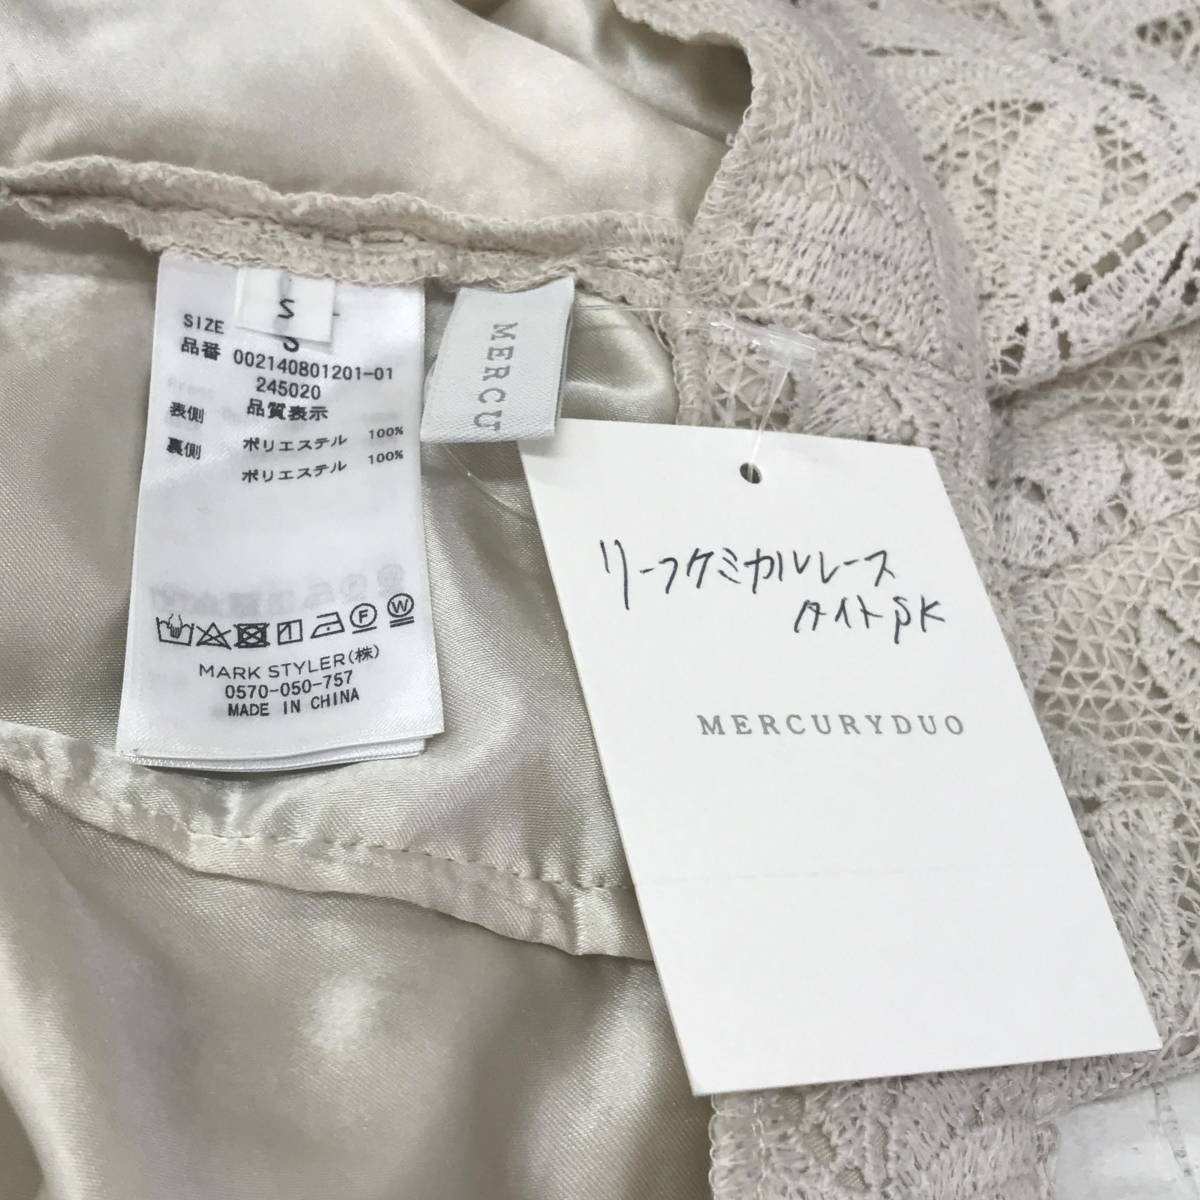 S
SIZE S
品番 002140801201-01
245020
品質表示
表側 ポリエステル 100%
裏側 ポリエステル 100%
MARK STYLER(株)
0570-050-757
MADE IN CHINA
MERCU
リーフケミカルレース
タイトSK
MERCURYDUO